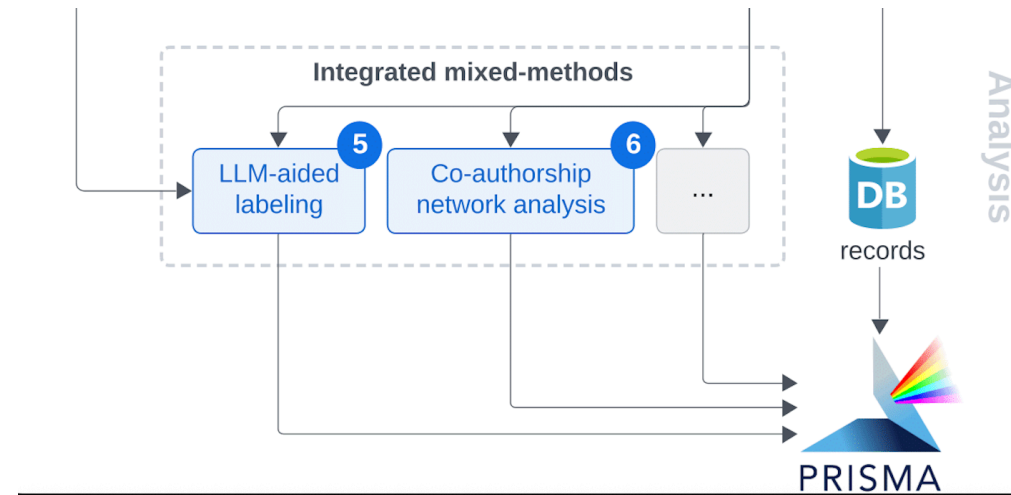 Integrated mixed-methods
5
6
LLM-aided
labeling
Co-authorship
network analysis
...
DB
records
Analysis
PRISMA